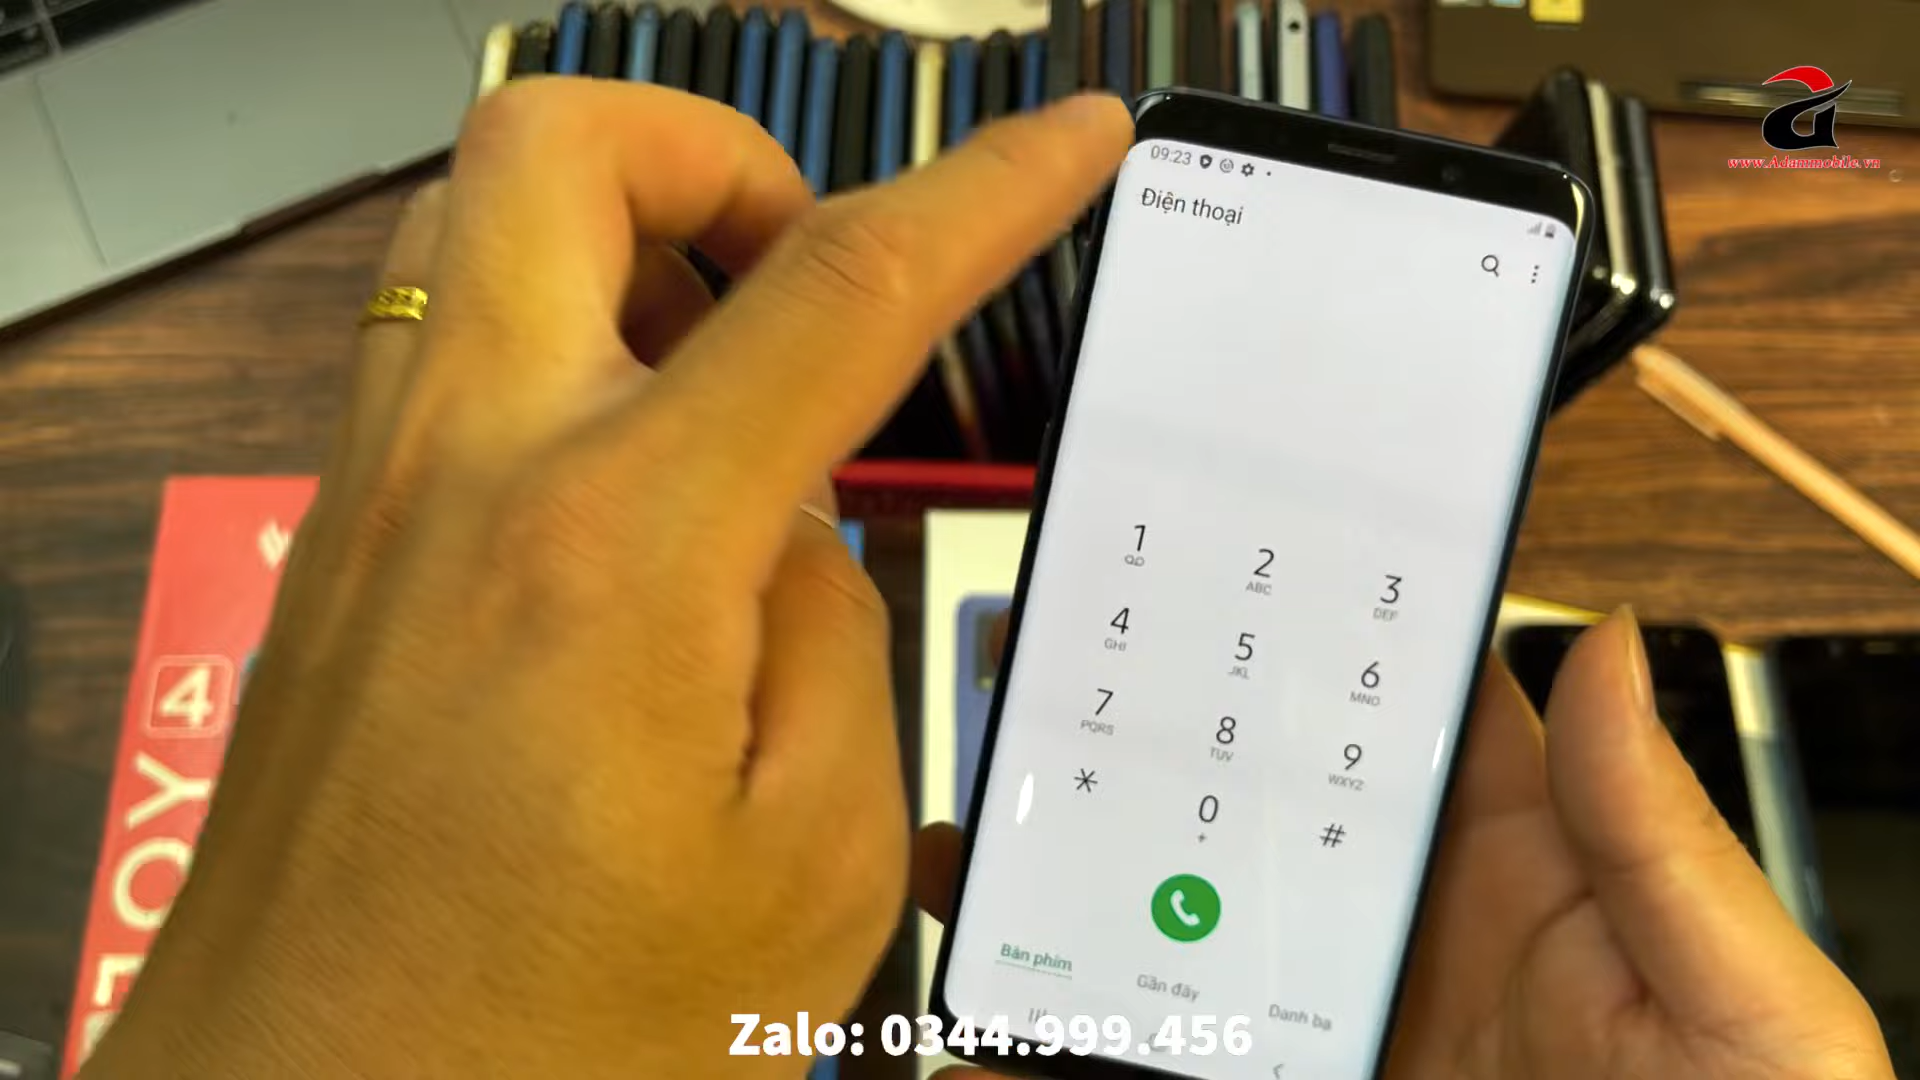 www.Adammobile.vn
09:23
Điện thoại
1
2 ABC
3 DEF
4 GHI
5 JKL
6 MNO
7 PQRS
8 TUV
9 WXYZ
*
0 +
#
Bàn phím
Gần đây
Danh bạ
4
Zalo: 0344.999.456